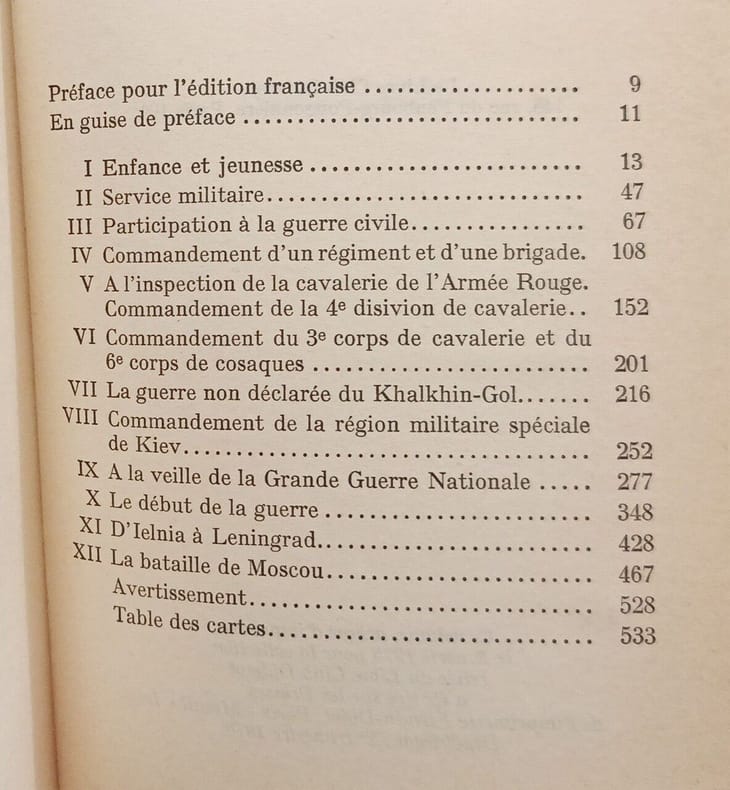 Préface pour l'édition française .................... 9
En guise de préface ............................... 11
I Enfance et jeunesse ......................... 13
II Service militaire............................. 47
III Participation à la guerre civile................ 67
IV Commandement d'un régiment et d'une brigade. 108
V A l'inspection de la cavalerie de l'Armée Rouge.
Commandement de la 4e disivion de cavalerie.. 152
VI Commandement du 3e corps de cavalerie et du
6e corps de cosaques ......................... 201
VII La guerre non déclarée du Khalkhin-Gol....... 216
VIII Commandement de la région militaire spéciale
de Kiev..................................... 252
IX A la veille de la Grande Guerre Nationale ..... 277
X Le début de la guerre ........................ 348
XI D'Ielnia à Leningrad......................... 428
XII La bataille de Moscou........................ 467
Avertissement............................... 528
Table des cartes.............................. 533